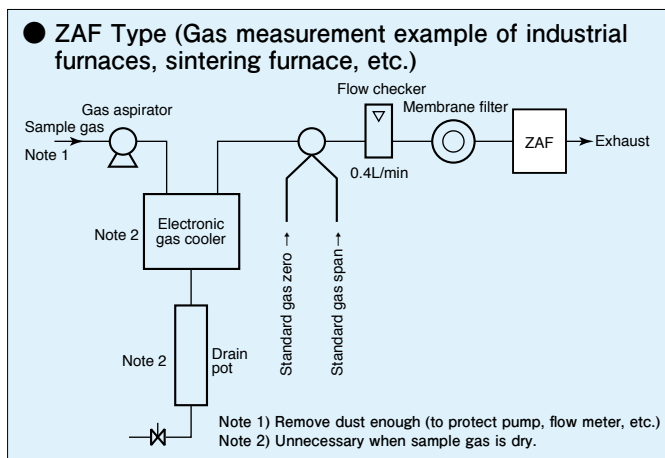 ● ZAF Type (Gas measurement example of industrial
furnaces, sintering furnace, etc.)
Flow checker
Gas aspirator
Membrane filter
Sample gas
ZAF
Exhaust
Note 1
0.4L/min
Note 2
Electronic
gas cooler
Standard gas zero →
Standard gas span →
Note 2
Drain
pot
Note 1) Remove dust enough (to protect pump, flow meter, etc.)
Note 2) Unnecessary when sample gas is dry.